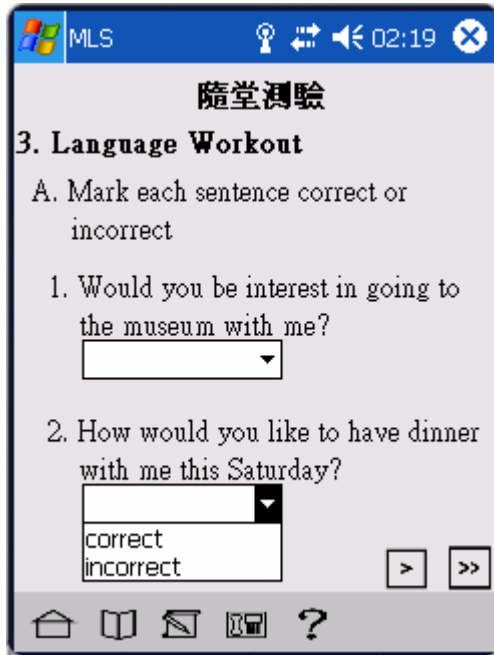 MLS 02:19
隨堂測驗
3. Language Workout
A. Mark each sentence correct or
incorrect
1. Would you be interest in going to
the museum with me?
2. How would you like to have dinner
with me this Saturday?
correct
incorrect
> >>
?